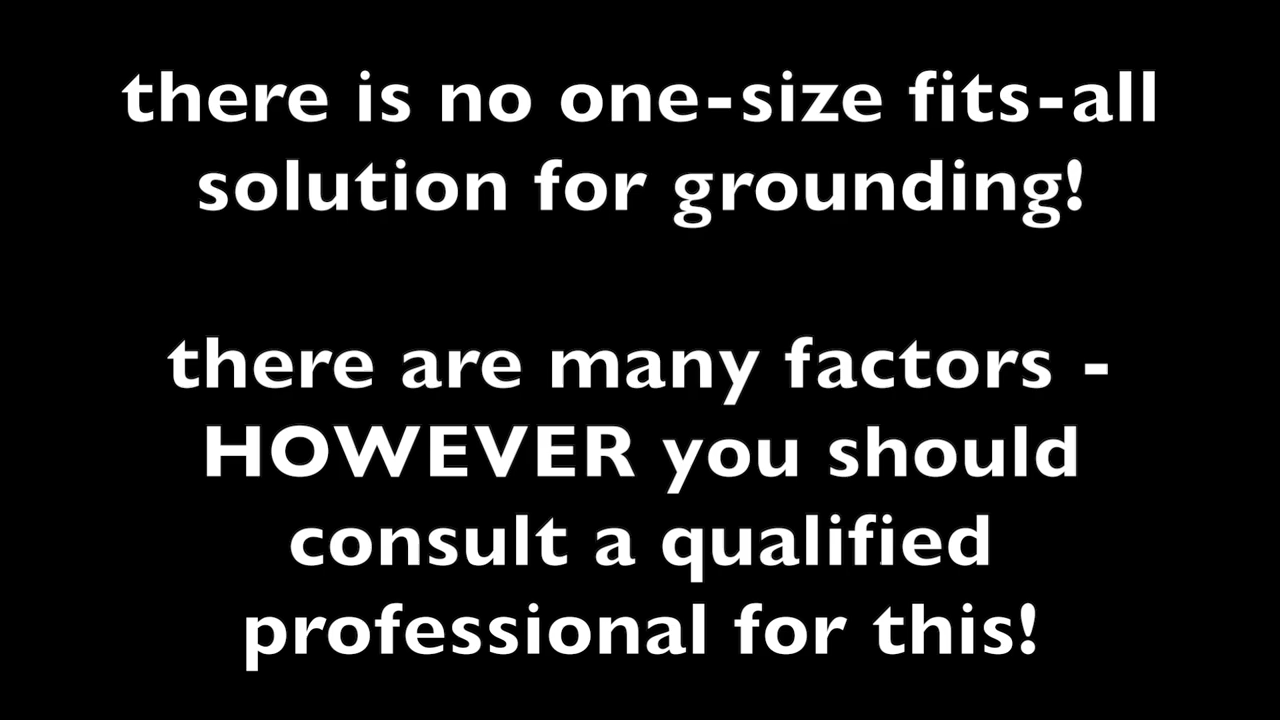 there is no one-size fits-all
solution for grounding!
there are many factors -
HOWEVER you should
consult a qualified
professional for this!